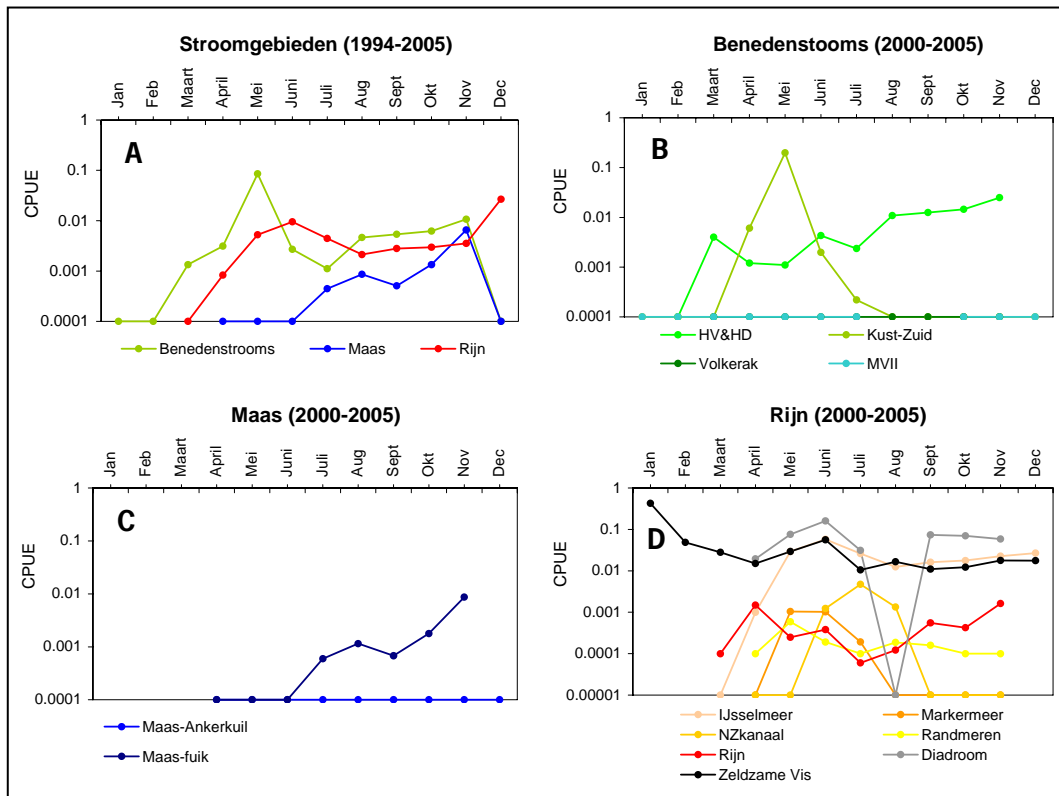 Stroomgebieden (1994-2005)
Jan Feb Maart April Mei Juni Juli Aug Sept Okt Nov Dec
A
CPUE
1
0.1
0.01
0.001
0.0001
Benedenstrooms Maas Rijn
Benedenstooms (2000-2005)
Jan Feb Maart April Mei Juni Juli Aug Sept Okt Nov Dec
B
CPUE
1
0.1
0.01
0.001
0.0001
HV&HD Kust-Zuid
Volkerak MVII
Maas (2000-2005)
Jan Feb Maart April Mei Juni Juli Aug Sept Okt Nov Dec
C
CPUE
1
0.1
0.01
0.001
0.0001
Maas-Ankerkuil
Maas-fuik
Rijn (2000-2005)
Jan Feb Maart April Mei Juni Juli Aug Sept Okt Nov Dec
D
CPUE
1
0.1
0.01
0.001
0.0001
0.00001
IJsselmeer Markermeer
NZkanaal Randmeren
Rijn Diadroom
Zeldzame Vis